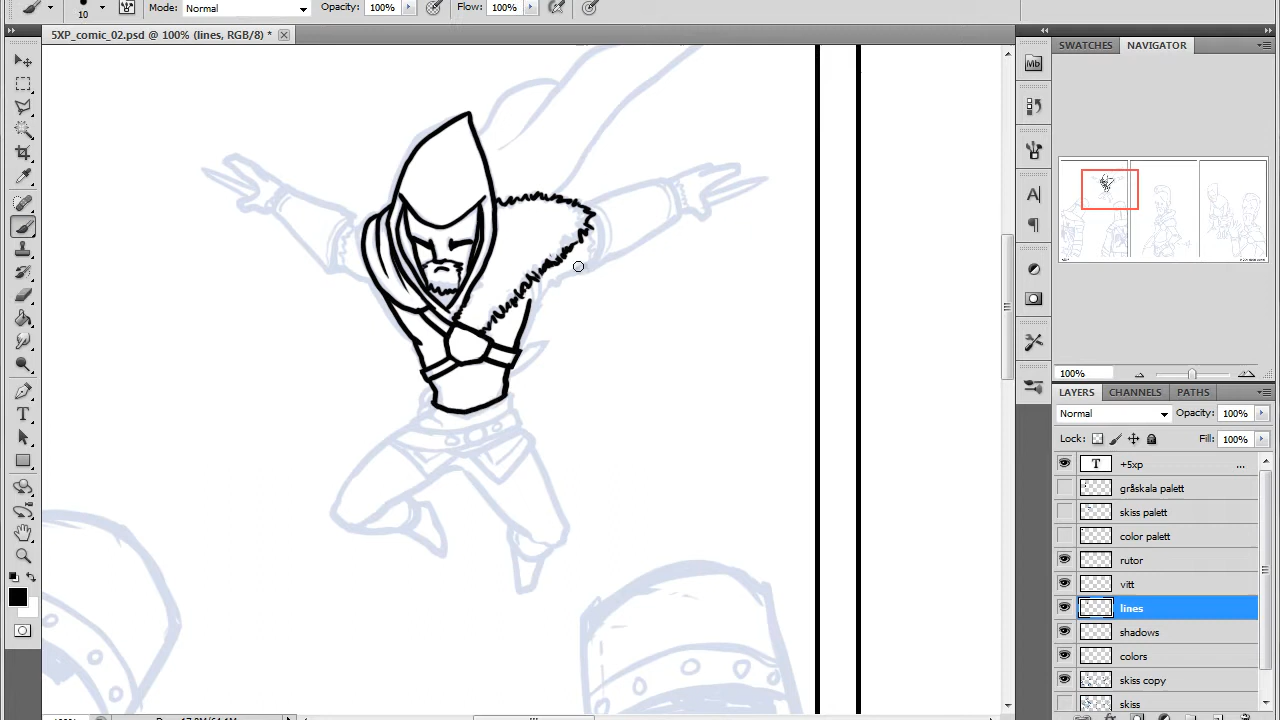 10
Mode: Normal
Opacity: 100%
Flow: 100%
5XP_comic_02.psd @ 100% (lines, RGB/8) *
SWATCHES
NAVIGATOR
Mb
A
100%
LAYERS
CHANNELS
PATHS
Normal
Opacity: 100%
Lock:
Fill: 100%
T +5xp ...
gråskala palett
skiss palett
color palett
rutor
vitt
lines
shadows
colors
skiss copy
skiss
T